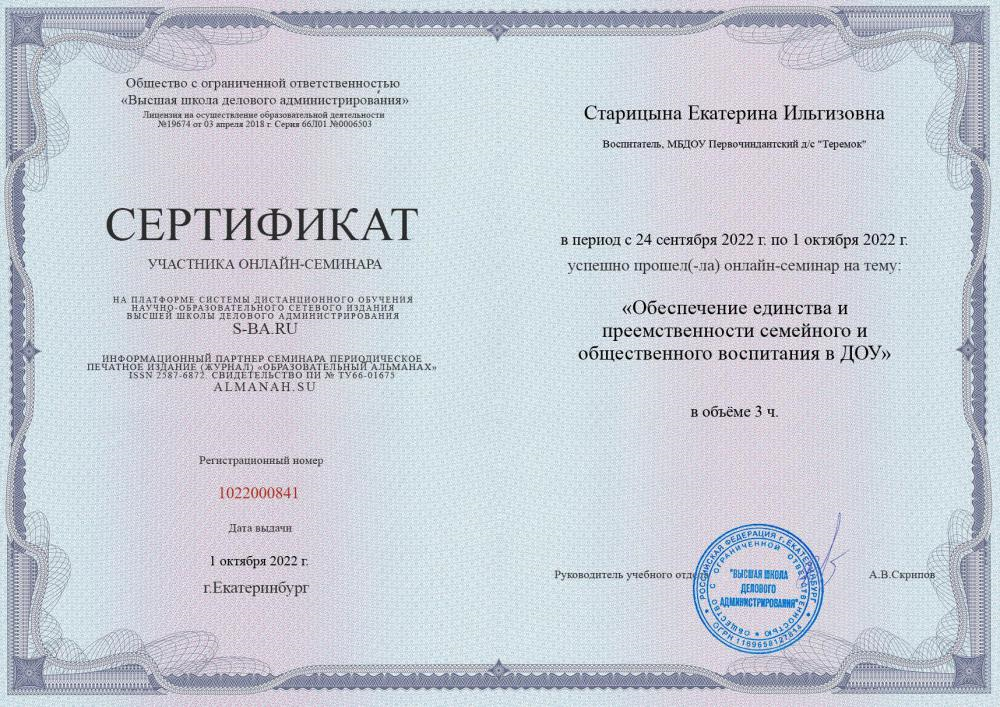 Общество с ограниченной ответственностью
«Высшая школа делового администрирования»
Лицензия на осуществление образовательной деятельности
№19674 от 03 апреля 2018 г. Серия 66Л01 №0006503
СЕРТИФИКАТ
УЧАСТНИКА ОНЛАЙН-СЕМИНАРА
НА ПЛАТФОРМЕ СИСТЕМЫ ДИСТАНЦИОННОГО ОБУЧЕНИЯ
НАУЧНО-ОБРАЗОВАТЕЛЬНОГО СЕТЕВОГО ИЗДАНИЯ
ВЫСШЕЙ ШКОЛЫ ДЕЛОВОГО АДМИНИСТРИРОВАНИЯ
S-BA.RU
ИНФОРМАЦИОННЫЙ ПАРТНЕР СЕМИНАРА ПЕРИОДИЧЕСКОЕ
ПЕЧАТНОЕ ИЗДАНИЕ (ЖУРНАЛ) «ОБРАЗОВАТЕЛЬНЫЙ АЛЬМАНАХ»
ISSN 2587-6872. СВИДЕТЕЛЬСТВО ПИ № ТУ66-01675
ALMANAH.SU
Регистрационный номер
1022000841
Дата выдачи
1 октября 2022 г.
г.Екатеринбург
Старицына Екатерина Ильгизовна
Воспитатель, МБДОУ Первочиндантский д/с "Теремок"
в период с 24 сентября 2022 г. по 1 октября 2022 г.
успешно прошел(-ла) онлайн-семинар на тему:
«Обеспечение единства и
преемственности семейного и
общественного воспитания в ДОУ»
в объёме 3 ч.
Руководитель учебного отде
А.В.Скрипов
РОССИЙСКАЯ ФЕДЕРАЦИЯ г. ЕКАТЕРИНБУРГ
ОБЩЕСТВО С ОГРАНИЧЕННОЙ ОТВЕТСТВЕННОСТЬЮ
"ВЫСШАЯ ШКОЛА
ДЕЛОВОГО
АДМИНИСТРИРОВАНИЯ"
ОГРН 1169658127814